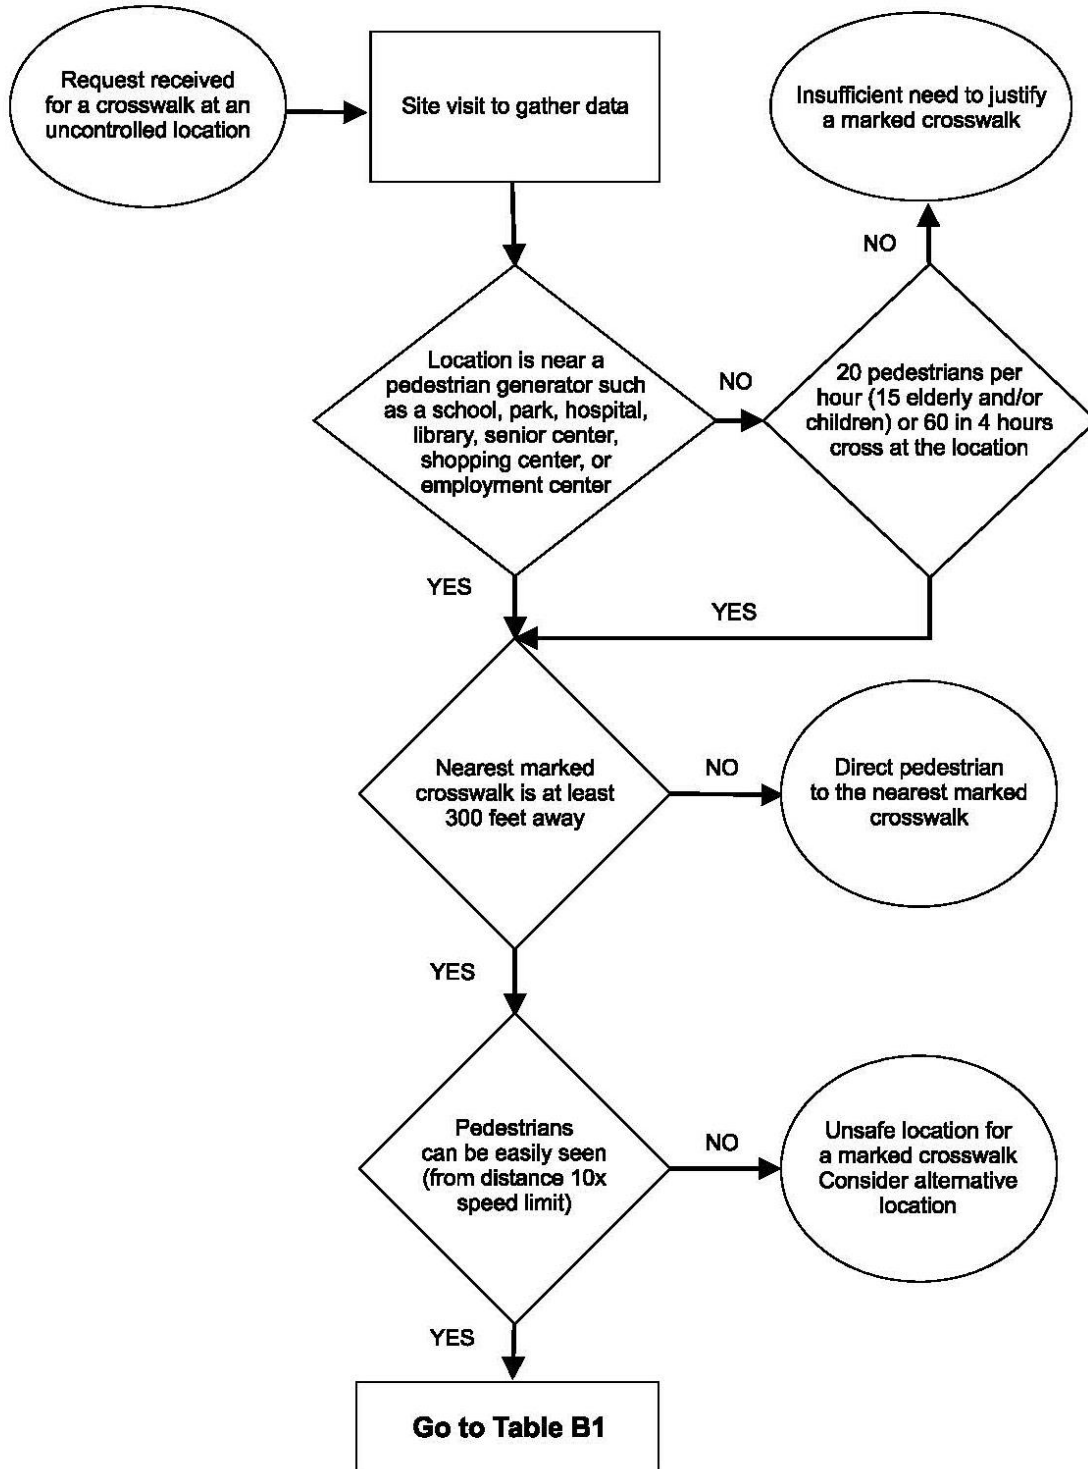 Request received
for a crosswalk at an
uncontrolled location
Site visit to gather data
Insufficient need to justify
a marked crosswalk
NO
Location is near a
pedestrian generator such
as a school, park, hospital,
library, senior center,
shopping center, or
employment center
NO
20 pedestrians per
hour (15 elderly and/or
children) or 60 in 4 hours
cross at the location
YES
YES
Nearest marked
crosswalk is at least
300 feet away
NO
Direct pedestrian
to the nearest marked
crosswalk
YES
Pedestrians
can be easily seen
(from distance 10x
speed limit)
NO
Unsafe location for
a marked crosswalk
Consider alternative
location
YES
Go to Table B1